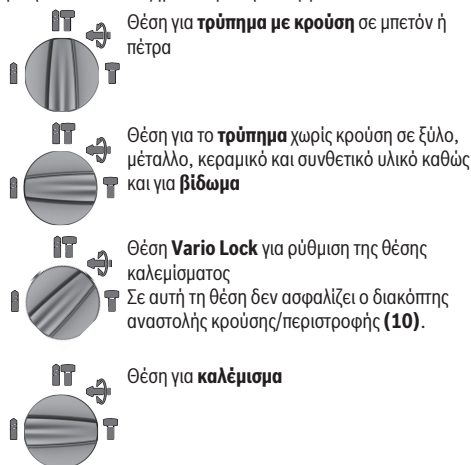 Θέση για τρύπημα με κρούση σε μπετόν ή
πέτρα
Θέση για το τρύπημα χωρίς κρούση σε ξύλο,
μέταλλο, κεραμικό και συνθετικό υλικό καθώς
και για βίδωμα
Θέση Vario Lock για ρύθμιση της θέσης
καλεμίσματος
Σε αυτή τη θέση δεν ασφαλίζει ο διακόπτης
αναστολής κρούσης/περιστροφής (10).
Θέση για καλέμισμα